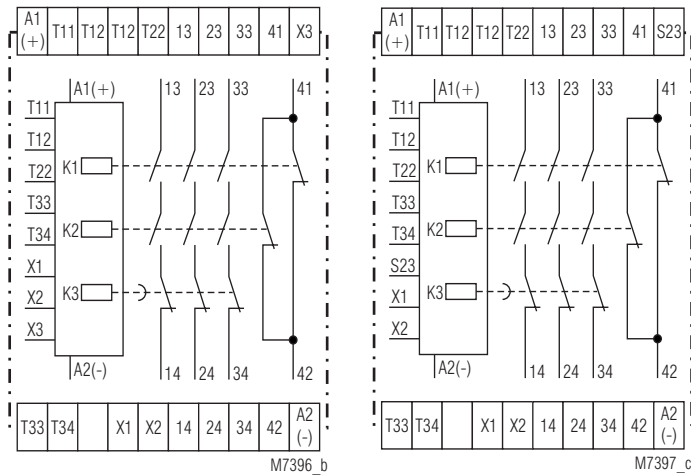 A1 (+) T11 T12 T12 T22 13 23 33 41 X3
A1(+) 13 23 33 41
T11
T12
K1
T22
T33
K2
T34
X1
K3
X2
X3
A2(-) 14 24 34 42
T33 T34 X1 X2 14 24 34 42 A2 (-)
M7396_b
A1 (+) T11 T12 T12 T22 13 23 33 41 S23
A1(+) 13 23 33 41
T11
T12
K1
T22
T33
K2
T34
S23
K3
X1
X2
A2(-) 14 24 34 42
T33 T34 X1 X2 14 24 34 42 A2 (-)
M7397_c